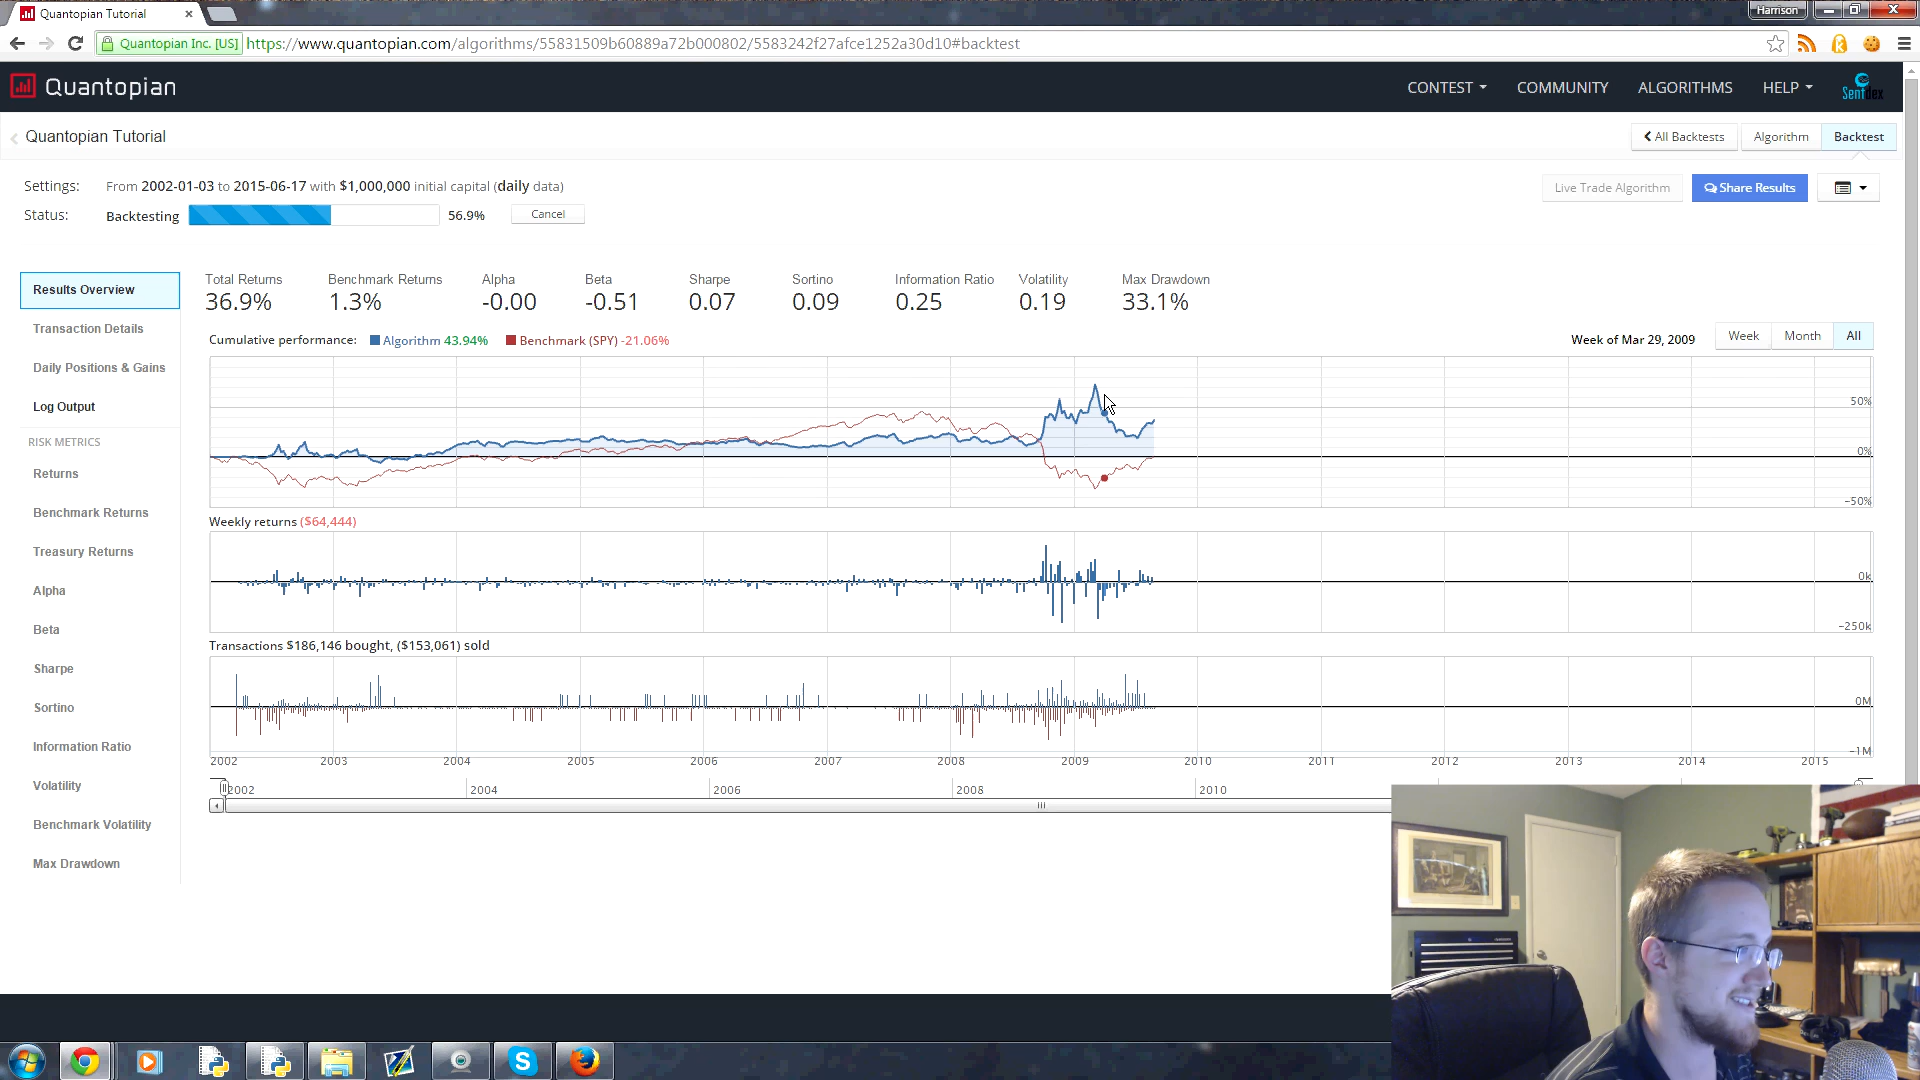 Quantopian Tutorial
Harrison
Quantopian Inc. [US] https://www.quantopian.com/algorithms/55831509b60889a72b000802/5583242f27afce1252a30d10#backtest
Quantopian
CONTEST COMMUNITY ALGORITHMS HELP Sentdex
Quantopian Tutorial
All Backtests Algorithm Backtest
Settings: From 2002-01-03 to 2015-06-17 with $1,000,000 initial capital (daily data)
Live Trade Algorithm Share Results
Status: Backtesting 56.9% Cancel
Results Overview
Transaction Details
Daily Positions & Gains
Log Output
RISK METRICS
Returns
Benchmark Returns
Treasury Returns
Alpha
Beta
Sharpe
Sortino
Information Ratio
Volatility
Benchmark Volatility
Max Drawdown
Total Returns Benchmark Returns Alpha Beta Sharpe Sortino Information Ratio Volatility Max Drawdown
36.9% 1.3% -0.00 -0.51 0.07 0.09 0.25 0.19 33.1%
Cumulative performance: Algorithm 43.94% Benchmark (SPY) -21.06%
Week of Mar 29, 2009 Week Month All
50%
0%
-50%
Weekly returns ($64,444)
0k
-250k
Transactions $186,146 bought, ($153,061) sold
0M
-1M
2002 2003 2004 2005 2006 2007 2008 2009 2010 2011 2012 2013 2014 2015
2002 2004 2006 2008 2010